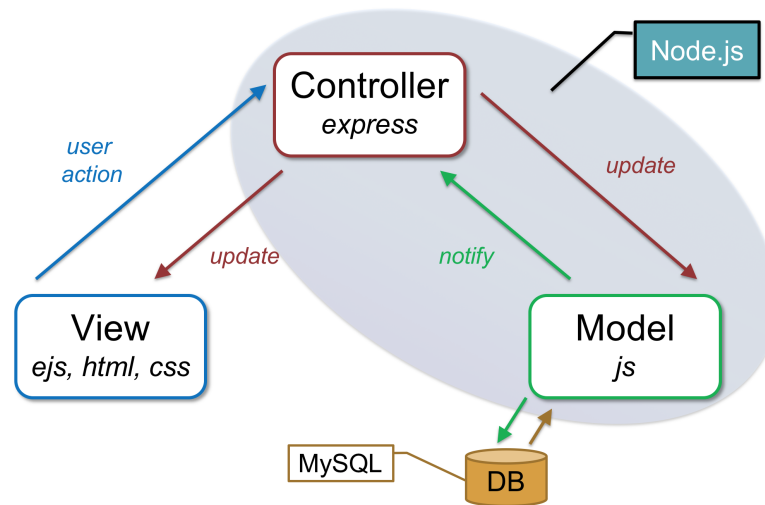 Node.js
Controller
express
user
action
update
update
notify
View
ejs, html, css
Model
js
MySQL
DB